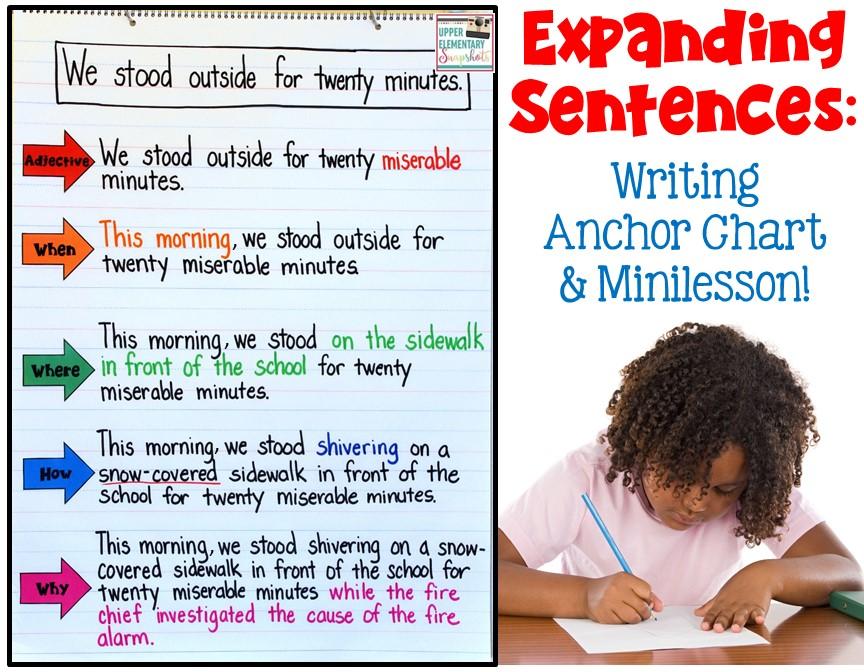 UPPER
ELEMENTARY
Snapshots
We stood outside for twenty minutes.
Adjective
We stood outside for twenty miserable
minutes.
When
This morning, we stood outside for
twenty miserable minutes
Where
This morning, we stood on the sidewalk
in front of the school for twenty
miserable minutes.
How
This morning, we stood shivering on a
snow-covered sidewalk in front of the
school for twenty miserable minutes.
Why
This morning, we stood shivering on a snow-
covered sidewalk in front of the school for
twenty miserable minutes while the fire
chief investigated the cause of the fire
alarm.
Expanding
Sentences:
Writing
Anchor Chart
& Minilesson!